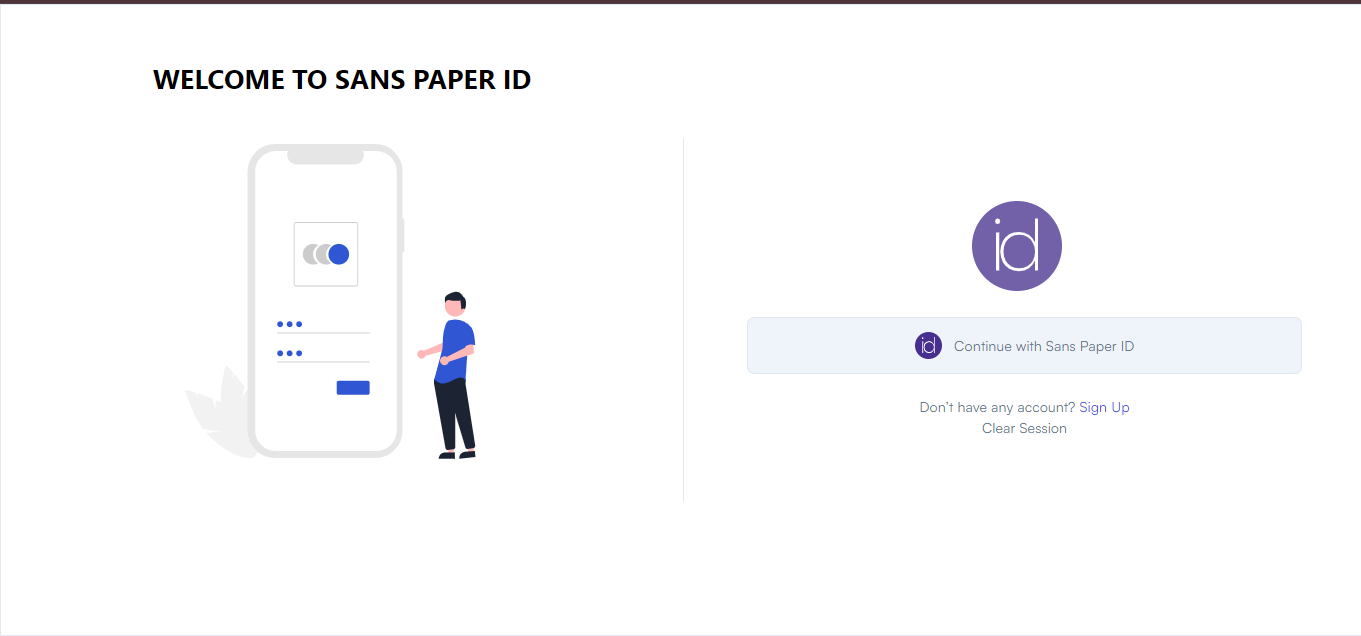 WELCOME TO SANS PAPER ID
id
id Continue with Sans Paper ID
Don't have any account? Sign Up
Clear Session